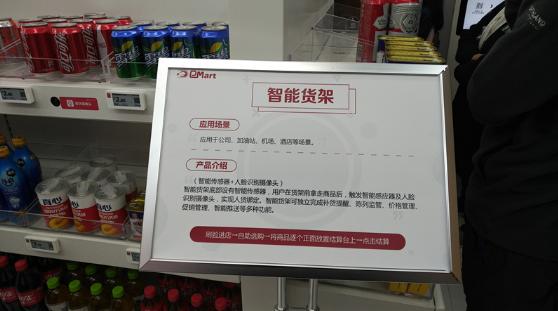 eMart
智能货架
应用场景
应用于公司、加油站、机场、酒店等场景。
产品介绍
（智能传感器+人脸识别摄像头）
智能货架底部设有智能传感器，用户在货架前拿走商品后，触发智能感应器及人脸
识别摄像头，实现人货绑定。智能货架可独立完成补货提醒、陈列监管、价格管理、
促销管理、智能推送等多种功能。
刷脸进店→自助选购→将商品逐个正面放置结算台上→点击结算